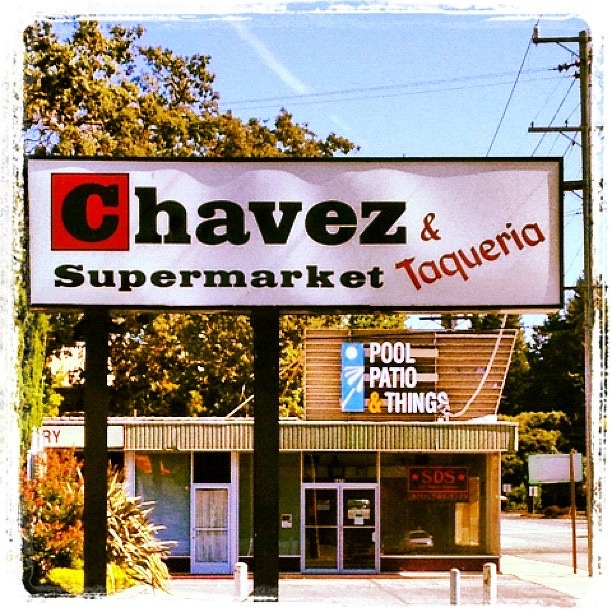 Chavez &
Supermarket Taqueria
POOL
PATIO
& THINGS
RY
SDS